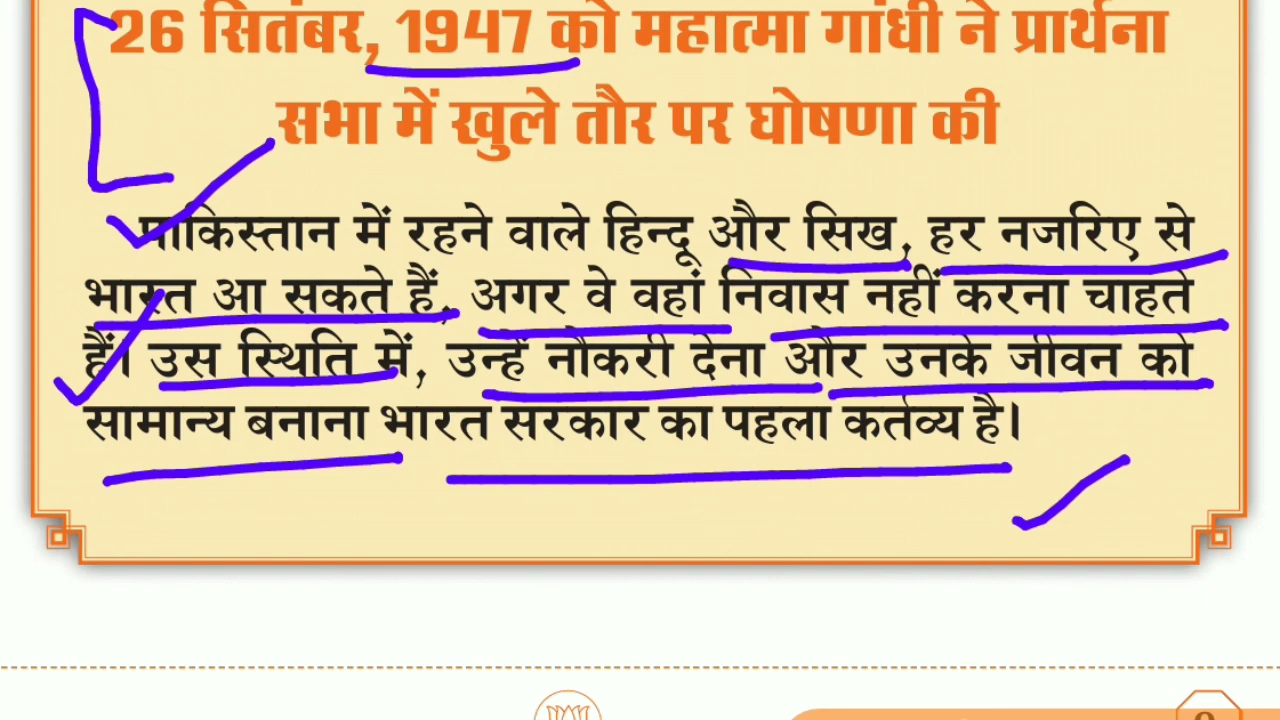 26 सितंबर, 1947 को महात्मा गांधी ने प्रार्थना
सभा में खुले तौर पर घोषणा की
पाकिस्तान में रहने वाले हिन्दू और सिख, हर नजरिए से
भारत आ सकते हैं, अगर वे वहां निवास नहीं करना चाहते
हैं। उस स्थिति में, उन्हें नौकरी देना और उनके जीवन को
सामान्य बनाना भारत सरकार का पहला कर्तव्य है।